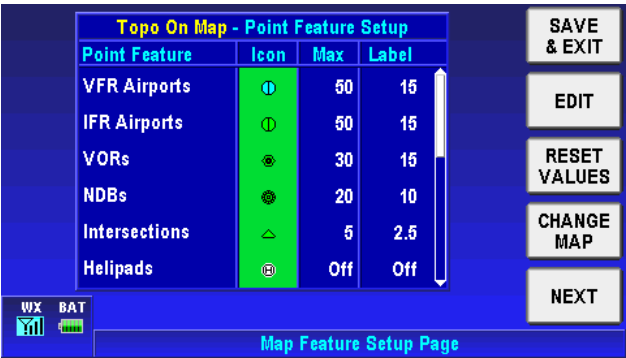 Topo On Map - Point Feature Setup
Point Feature Icon Max Label
VFR Airports 50 15
IFR Airports 50 15
VORs 30 15
NDBs 20 10
Intersections 5 2.5
Helipads H Off Off
SAVE
& EXIT
EDIT
RESET
VALUES
CHANGE
MAP
NEXT
WX BAT
Map Feature Setup Page